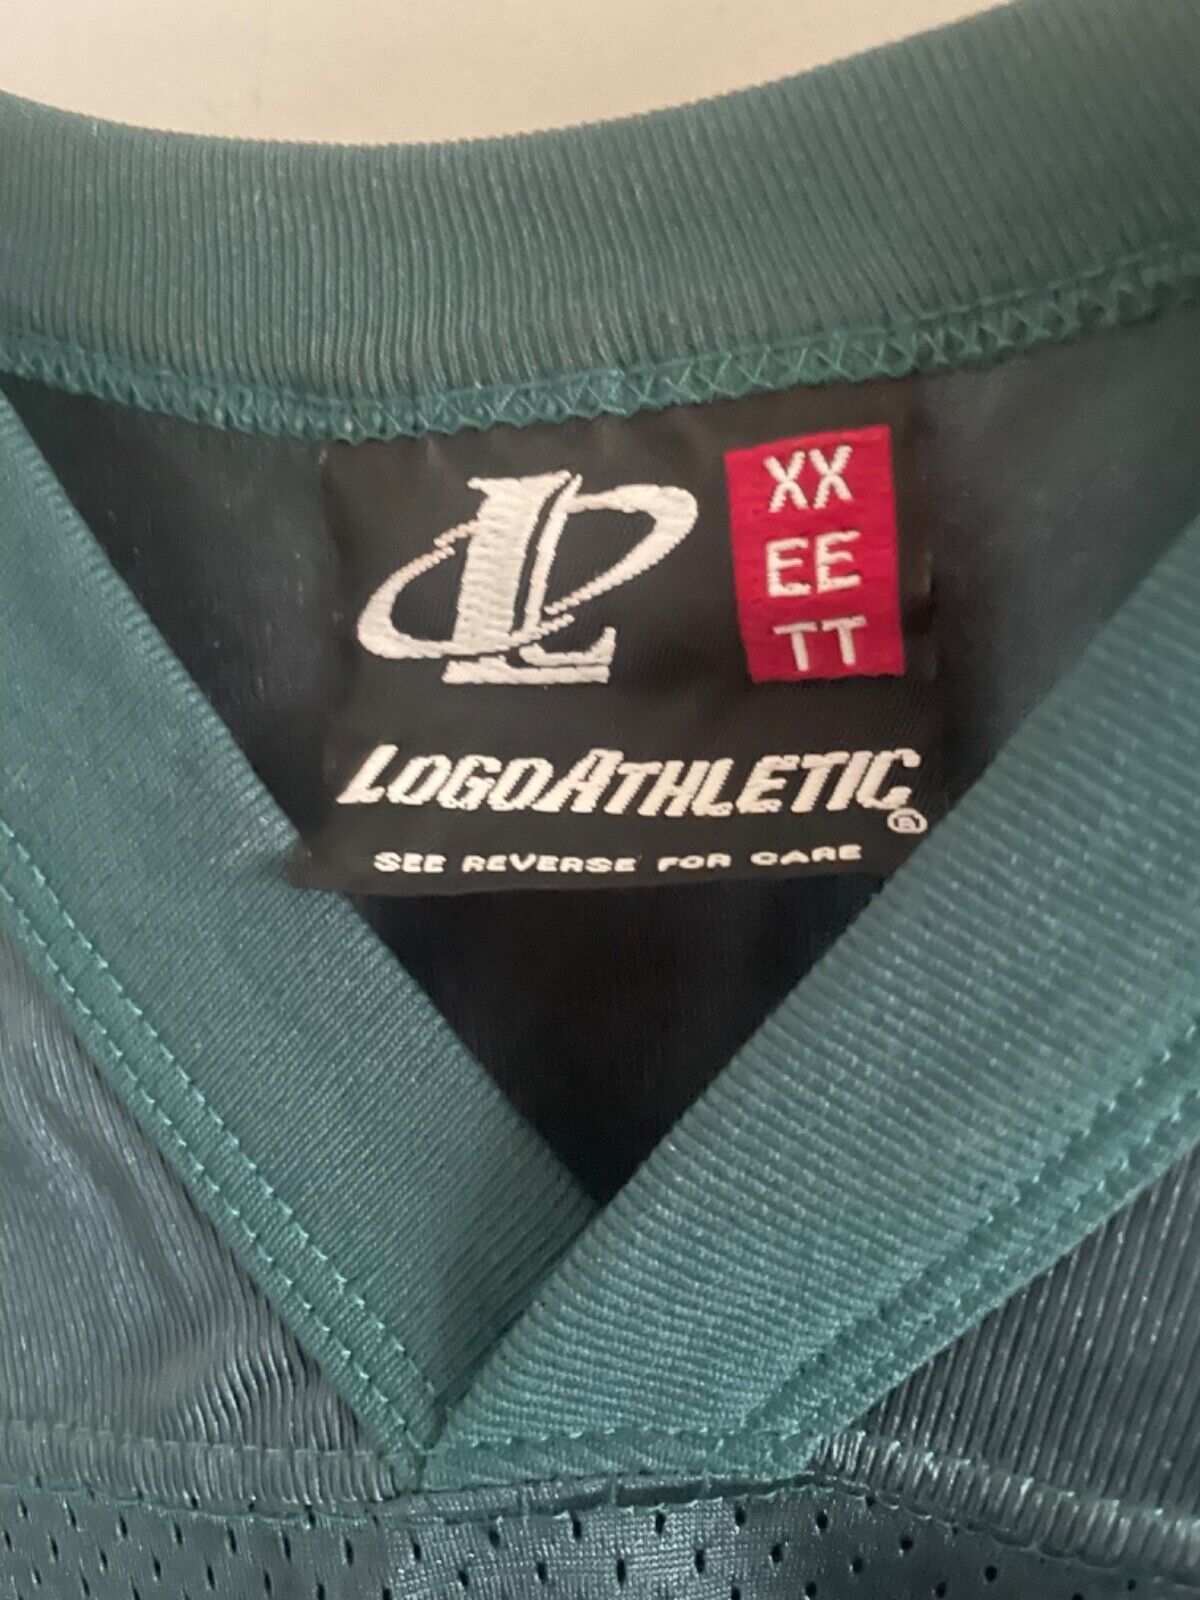 L
XX
EE
TT
LOGOATHLETIC®
SEE REVERSE FOR CARE